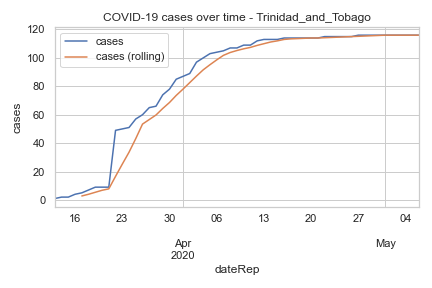 COVID-19 cases over time - Trinidad_and_Tobago
cases
cases (rolling)
cases
120
100
80
60
40
20
0
16 23 30 06 13 20 27 04
Apr May
2020
dateRep